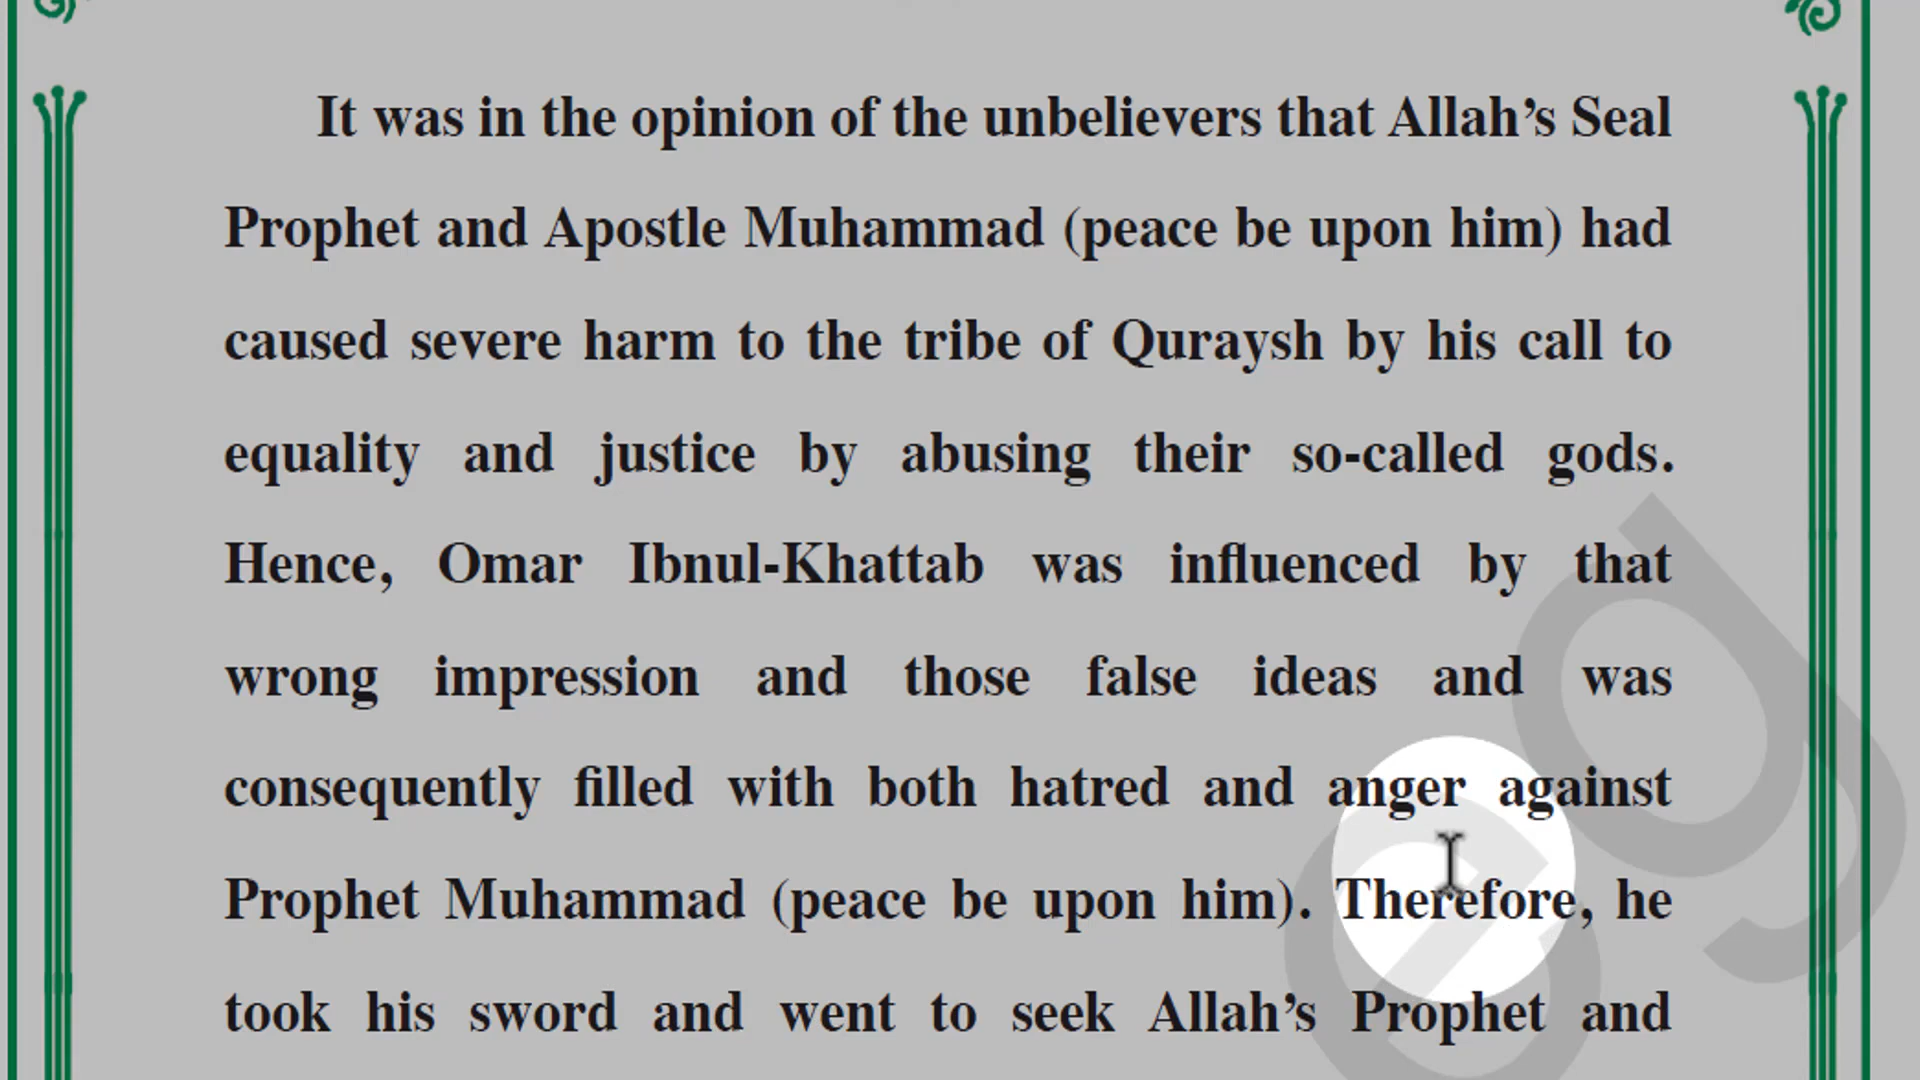 It was in the opinion of the unbelievers that Allah’s Seal
Prophet and Apostle Muhammad (peace be upon him) had
caused severe harm to the tribe of Quraysh by his call to
equality and justice by abusing their so-called gods.
Hence, Omar Ibnul-Khattab was influenced by that
wrong impression and those false ideas and was
consequently filled with both hatred and anger against
Prophet Muhammad (peace be upon him). Therefore, he
took his sword and went to seek Allah’s Prophet and